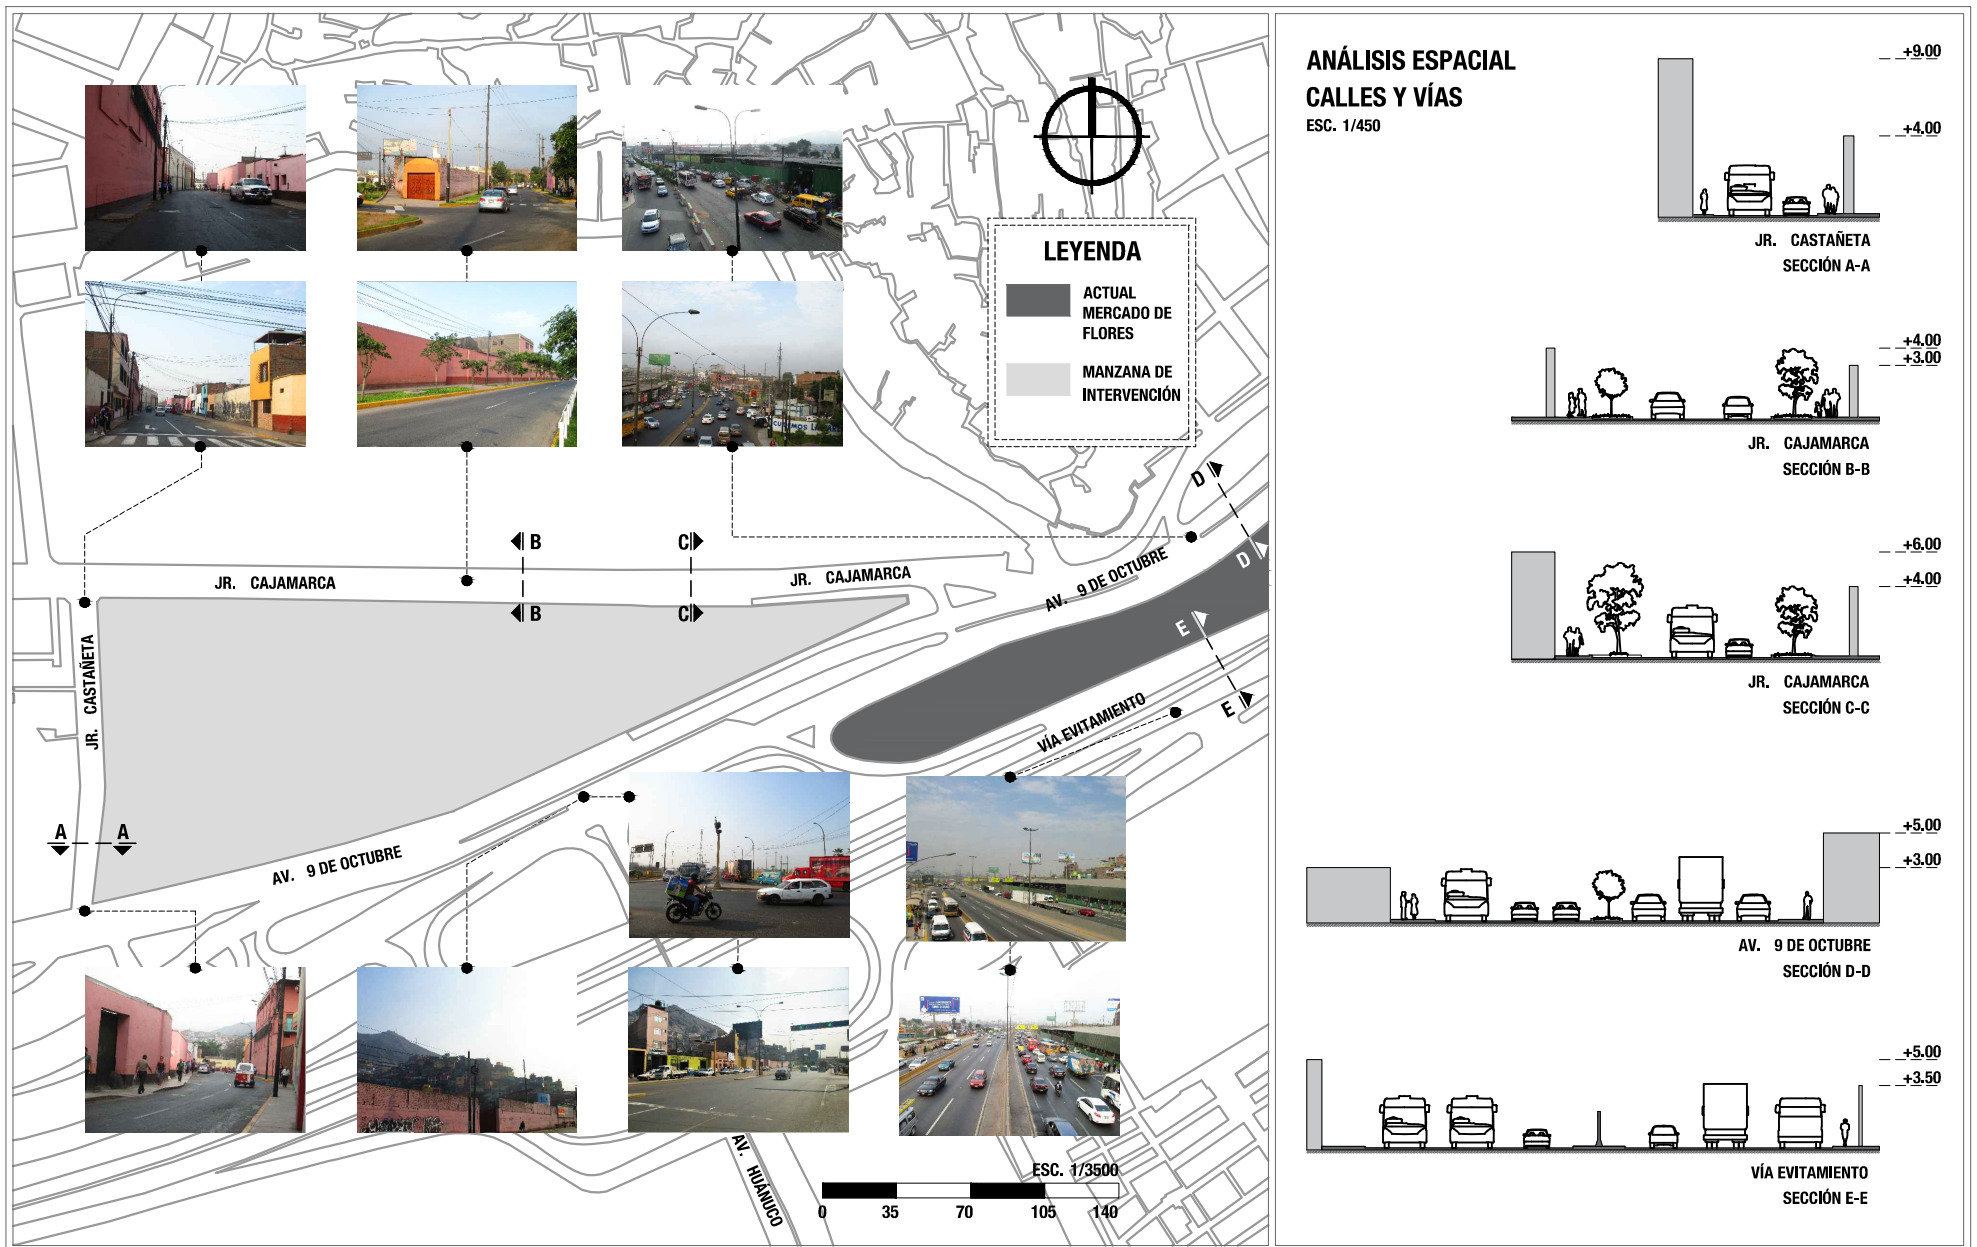 LEYENDA
ACTUAL
MERCADO DE
FLORES
MANZANA DE
INTERVENCIÓN
D
D
B
C
JR. CAJAMARCA
JR. CAJAMARCA
AV. 9 DE OCTUBRE
B
C
E
E
JR. CASTAÑETA
VÍA EVITAMIENTO
A
A
AV. 9 DE OCTUBRE
AV. HUÁNUCO
ESC. 1/3500
0 35 70 105 140
ANÁLISIS ESPACIAL
CALLES Y VÍAS
ESC. 1/450
+9.00
+4.00
JR. CASTAÑETA
SECCIÓN A-A
+4.00
+3.00
JR. CAJAMARCA
SECCIÓN B-B
+6.00
+4.00
JR. CAJAMARCA
SECCIÓN C-C
+5.00
+3.00
AV. 9 DE OCTUBRE
SECCIÓN D-D
+5.00
+3.50
VÍA EVITAMIENTO
SECCIÓN E-E